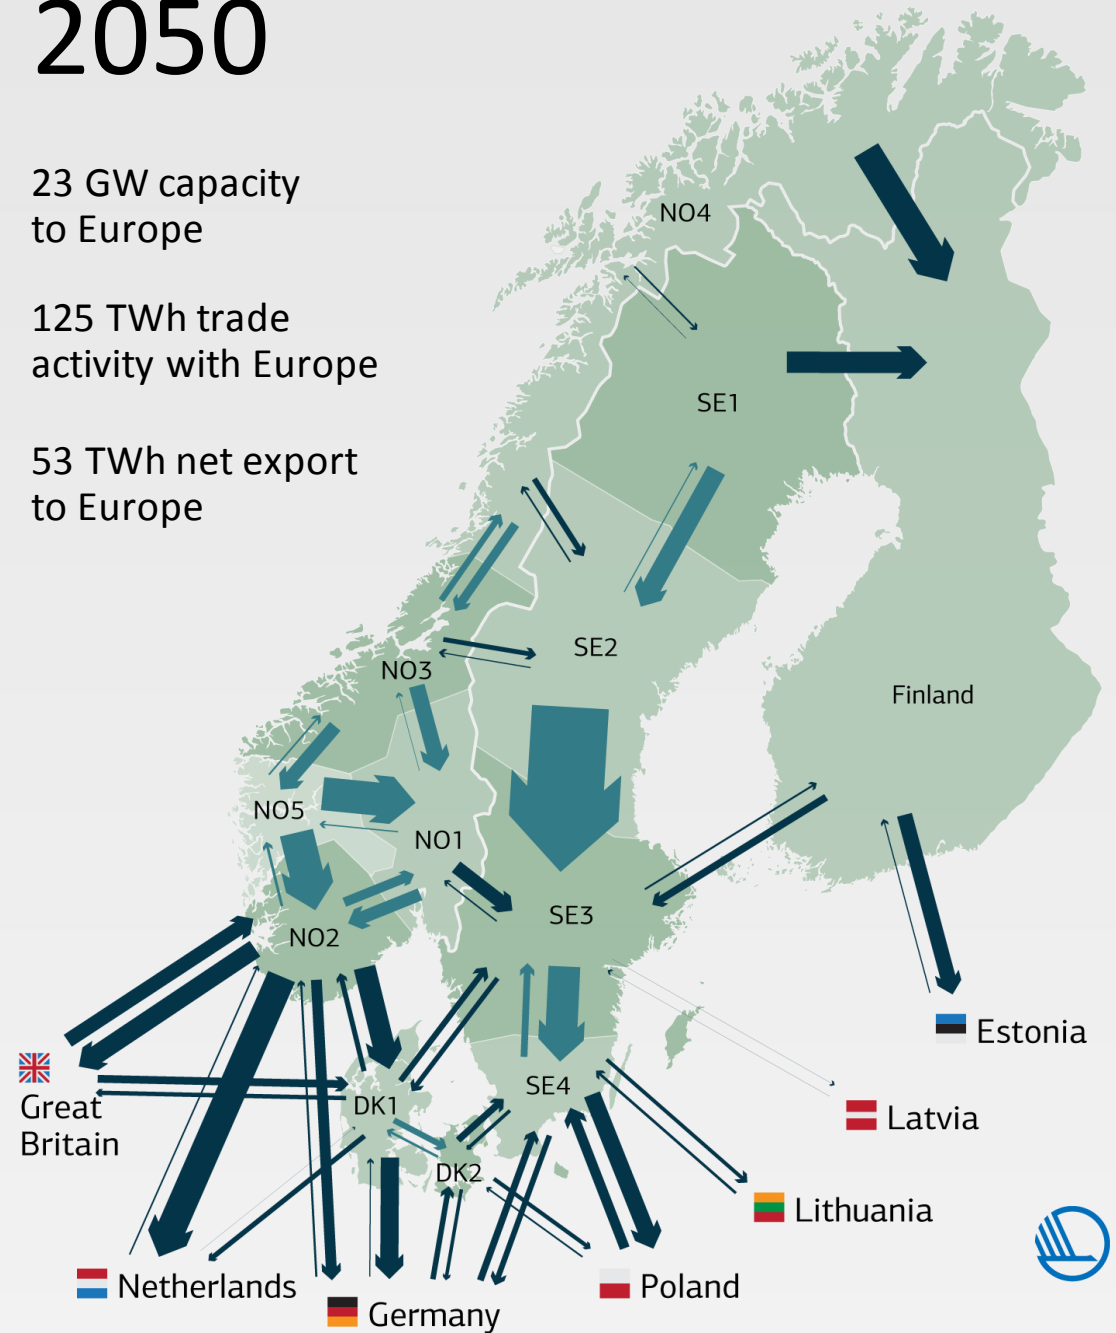 2050
23 GW capacity
to Europe
125 TWh trade
activity with Europe
53 TWh net export
to Europe
NO4
SE1
SE2
NO3
Finland
NO5
NO1
SE3
NO2
Estonia
Great
Britain
SE4
DK1
Latvia
DK2
Lithuania
Netherlands
Poland
Germany